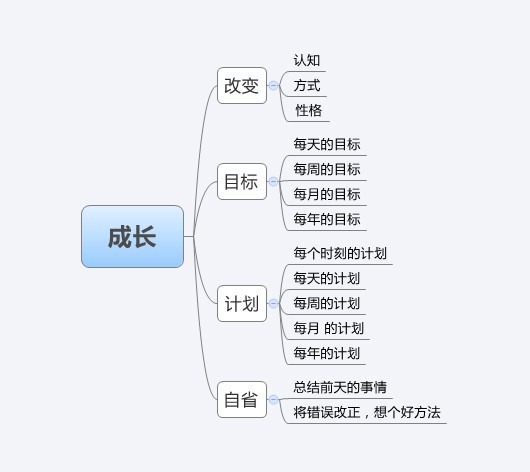 成长
改变
认知
方式
性格
目标
每天的目标
每周的目标
每月的目标
每年的目标
计划
每个时刻的计划
每天的计划
每周的计划
每月 的计划
每年的计划
自省
总结前天的事情
将错误改正，想个好方法